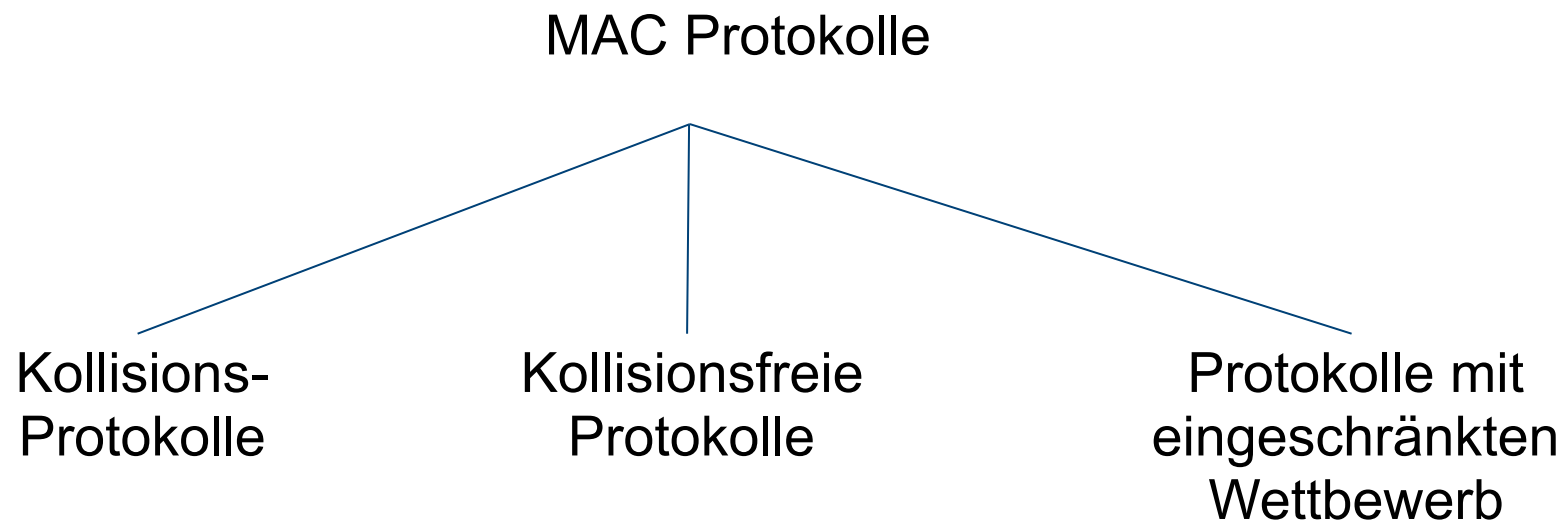 MAC Protokolle
Kollisions-
Protokolle
Kollisionsfreie
Protokolle
Protokolle mit
eingeschränkten
Wettbewerb